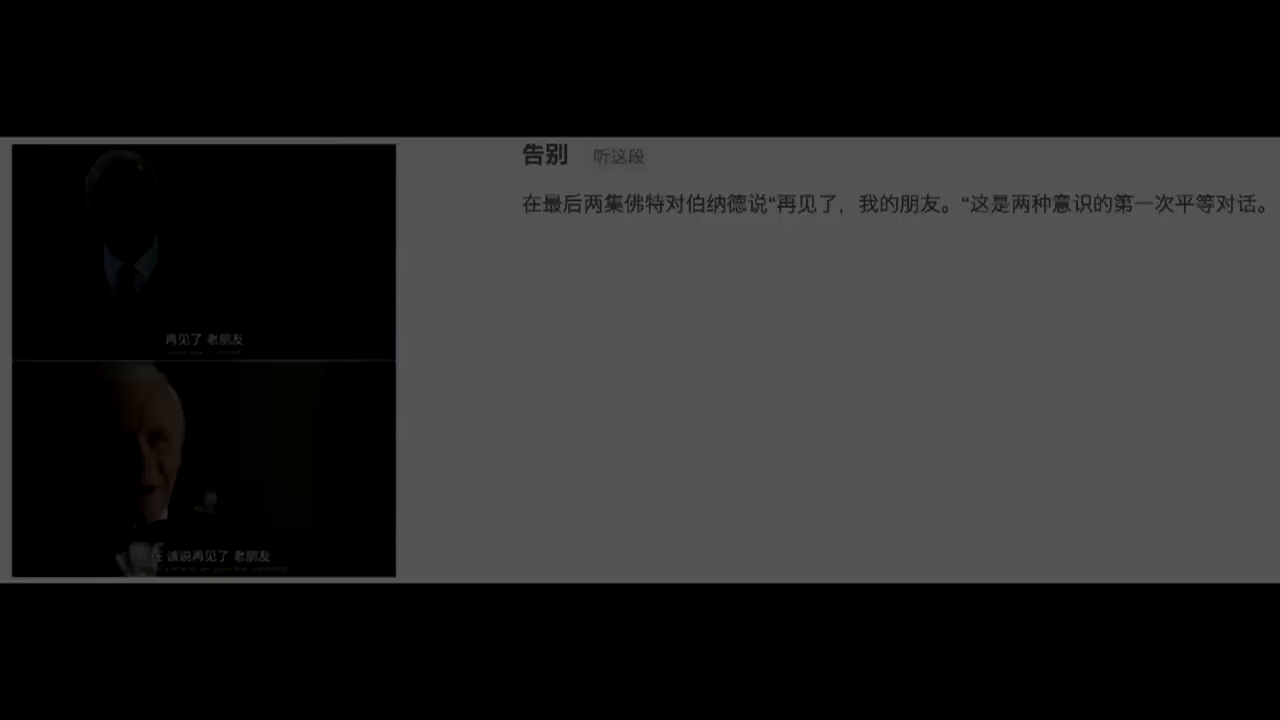 告别 听这段
在最后两集佛特对伯纳德说“再见了，我的朋友。“这是两种意识的第一次平等对话。
再见了 老朋友
该说再见了 老朋友